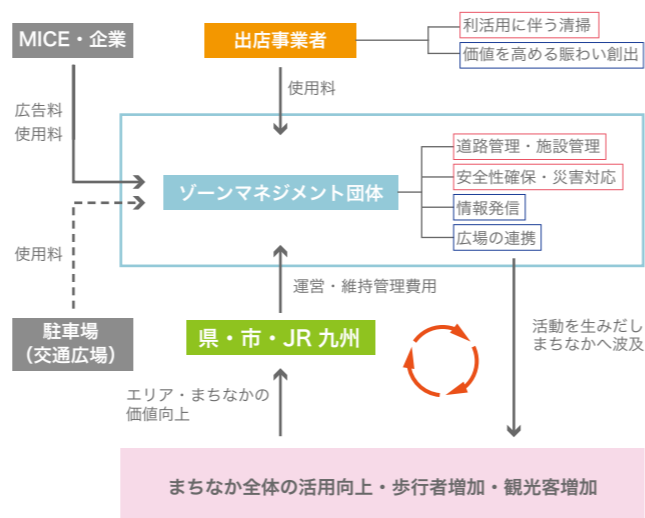 MICE・企業
出店事業者
利活用に伴う清掃
価値を高める賑わい創出
広告料
使用料
使用料
道路管理・施設管理
ゾーンマネジメント団体
安全性確保・災害対応
情報発信
広場の連携
使用料
運営・維持管理費用
駐車場
（交通広場）
県・市・JR 九州
活動を生みだし
まちなかへ波及
エリア・まちなかの
価値向上
まちなか全体の活用向上・歩行者増加・観光客増加